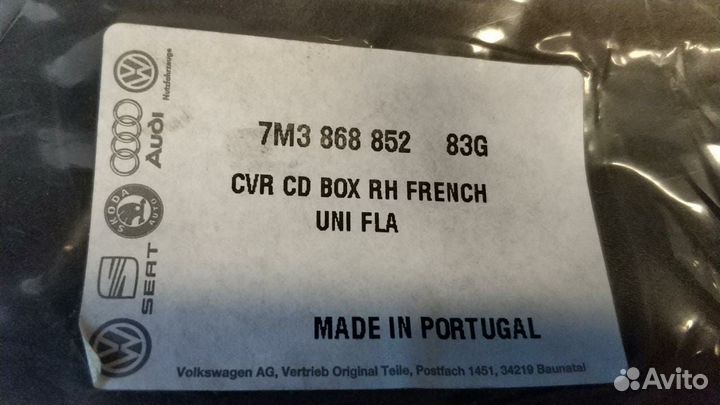 7M3 868 852 83G
CVR CD BOX RH FRENCH
UNI FLA
MADE IN PORTUGAL
Volkswagen AG, Vertrieb Original Teile, Postfach 1451, 34219 Baunatal
Nutzfahrzeuge
Audi
SKODA AUTO
SEAT
Avito